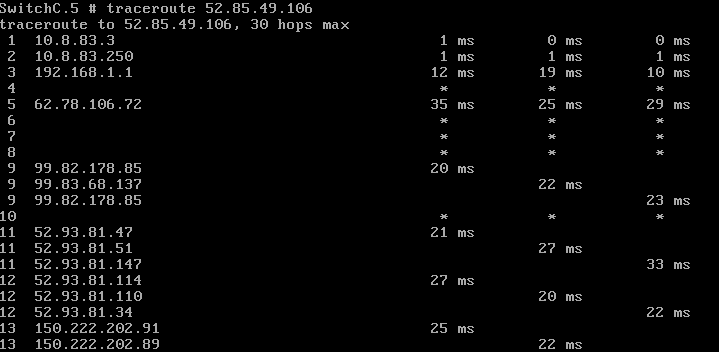 SwitchC.5 # traceroute 52.85.49.106
traceroute to 52.85.49.106, 30 hops max
1 10.8.83.3 1 ms 0 ms 0 ms
2 10.8.83.250 1 ms 1 ms 1 ms
3 192.168.1.1 12 ms 19 ms 10 ms
4 * * *
5 62.78.106.72 35 ms 25 ms 29 ms
6 * * *
7 * * *
8 * * *
9 99.82.178.85 20 ms
9 99.83.68.137 22 ms
9 99.82.178.85 23 ms
10 * * *
11 52.93.81.47 21 ms
11 52.93.81.51 27 ms
11 52.93.81.147 33 ms
12 52.93.81.114 27 ms
12 52.93.81.110 20 ms
12 52.93.81.34 22 ms
13 150.222.202.91 25 ms
13 150.222.202.89 22 ms